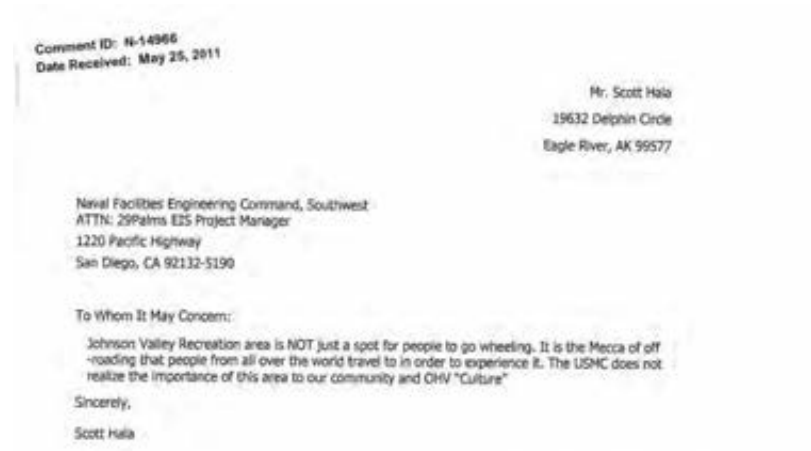 Comment ID: N-14966
Date Received: May 25, 2011
Mr. Scott Hala
19632 Delphin Circle
Eagle River, AK 99577
Naval Facilities Engineering Command, Southwest
ATTN: 29Palms EIS Project Manager
1220 Pacific Highway
San Diego, CA 92132-5190
To Whom It May Concern:
Johnson Valley Recreation area is NOT just a spot for people to go wheeling. It is the Mecca of off
-roading that people from all over the world travel to in order to experience it. The USMC does not
realize the importance of this area to our community and OHV "Culture"
Sincerely,
Scott Hala